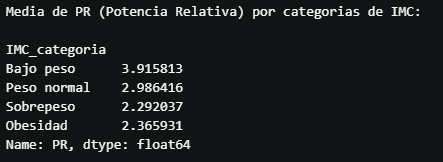 Media de PR (Potencia Relativa) por categorias de IMC:
IMC_categoria
Bajo peso 3.915813
Peso normal 2.986416
Sobrepeso 2.292037
Obesidad 2.365931
Name: PR, dtype: float64